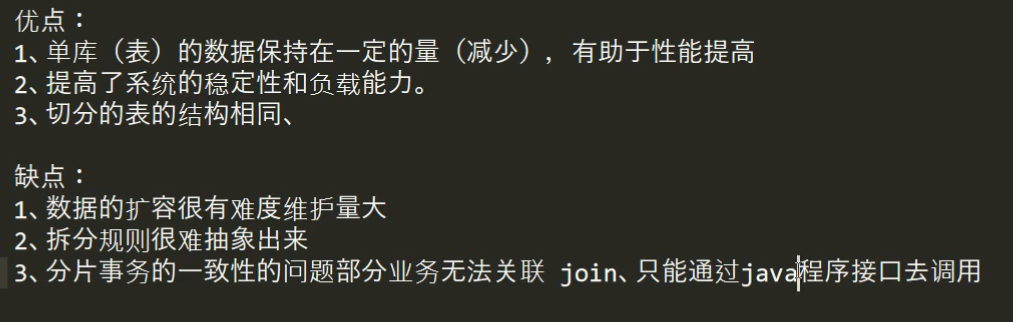 优点：
1、单库（表）的数据保持在一定的量（减少），有助于性能提高
2、提高了系统的稳定性和负载能力。
3、切分的表的结构相同、
缺点：
1、数据的扩容很有难度维护量大
2、拆分规则很难抽象出来
3、分片事务的一致性的问题部分业务无法关联 join、只能通过java程序接口去调用